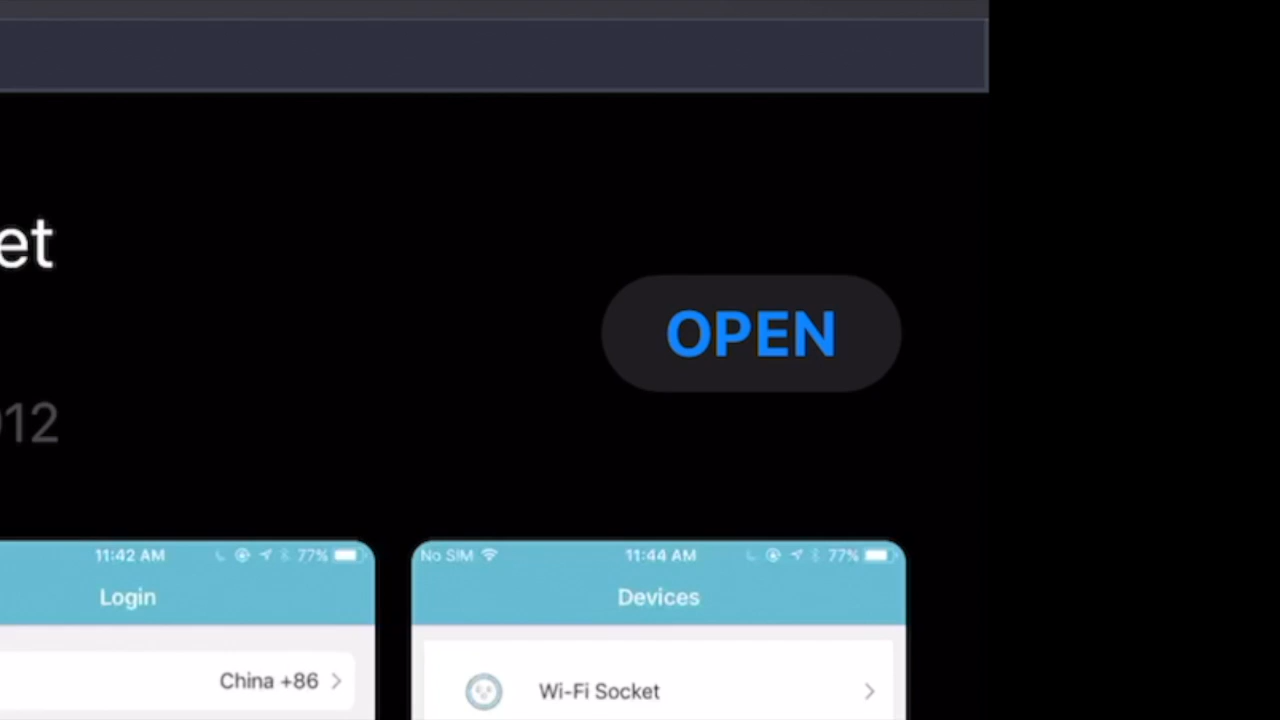 et
OPEN
012
11:42 AM 77%
Login
China +86
No SIM 11:44 AM 77%
Devices
Wi-Fi Socket